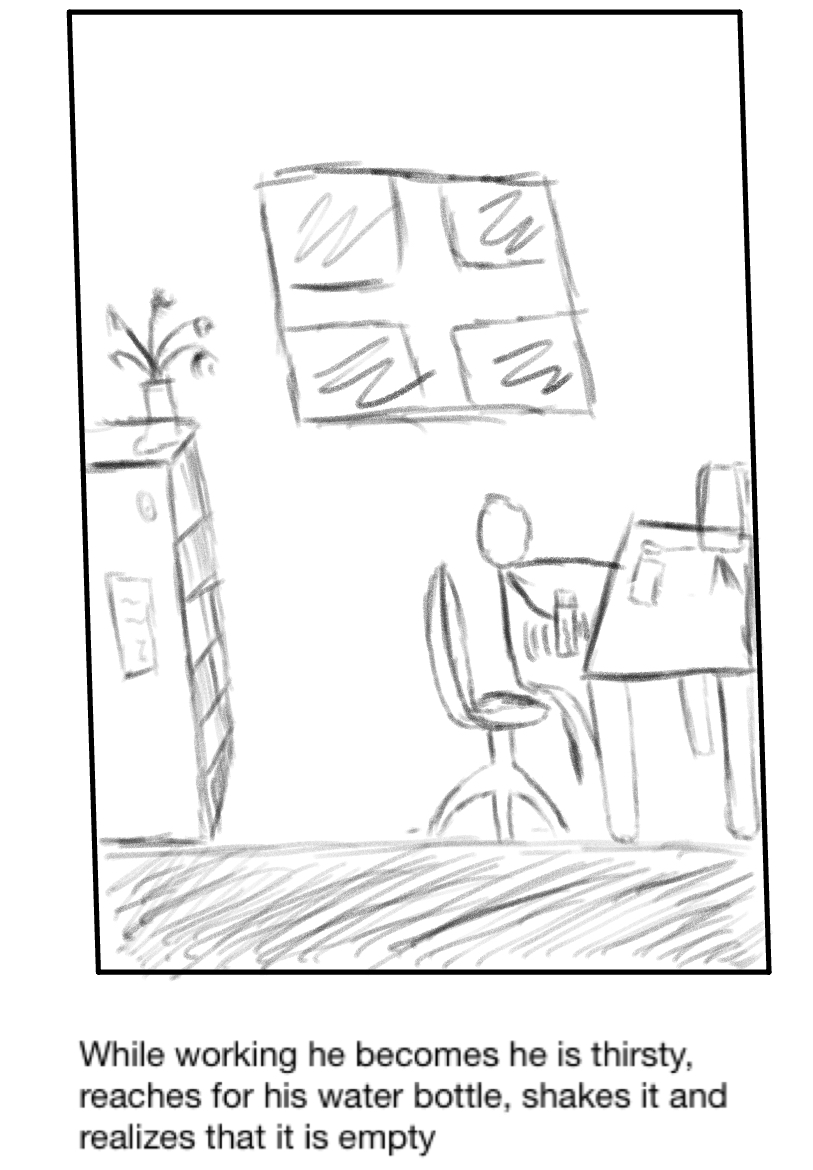 While working he becomes he is thirsty,
reaches for his water bottle, shakes it and
realizes that it is empty